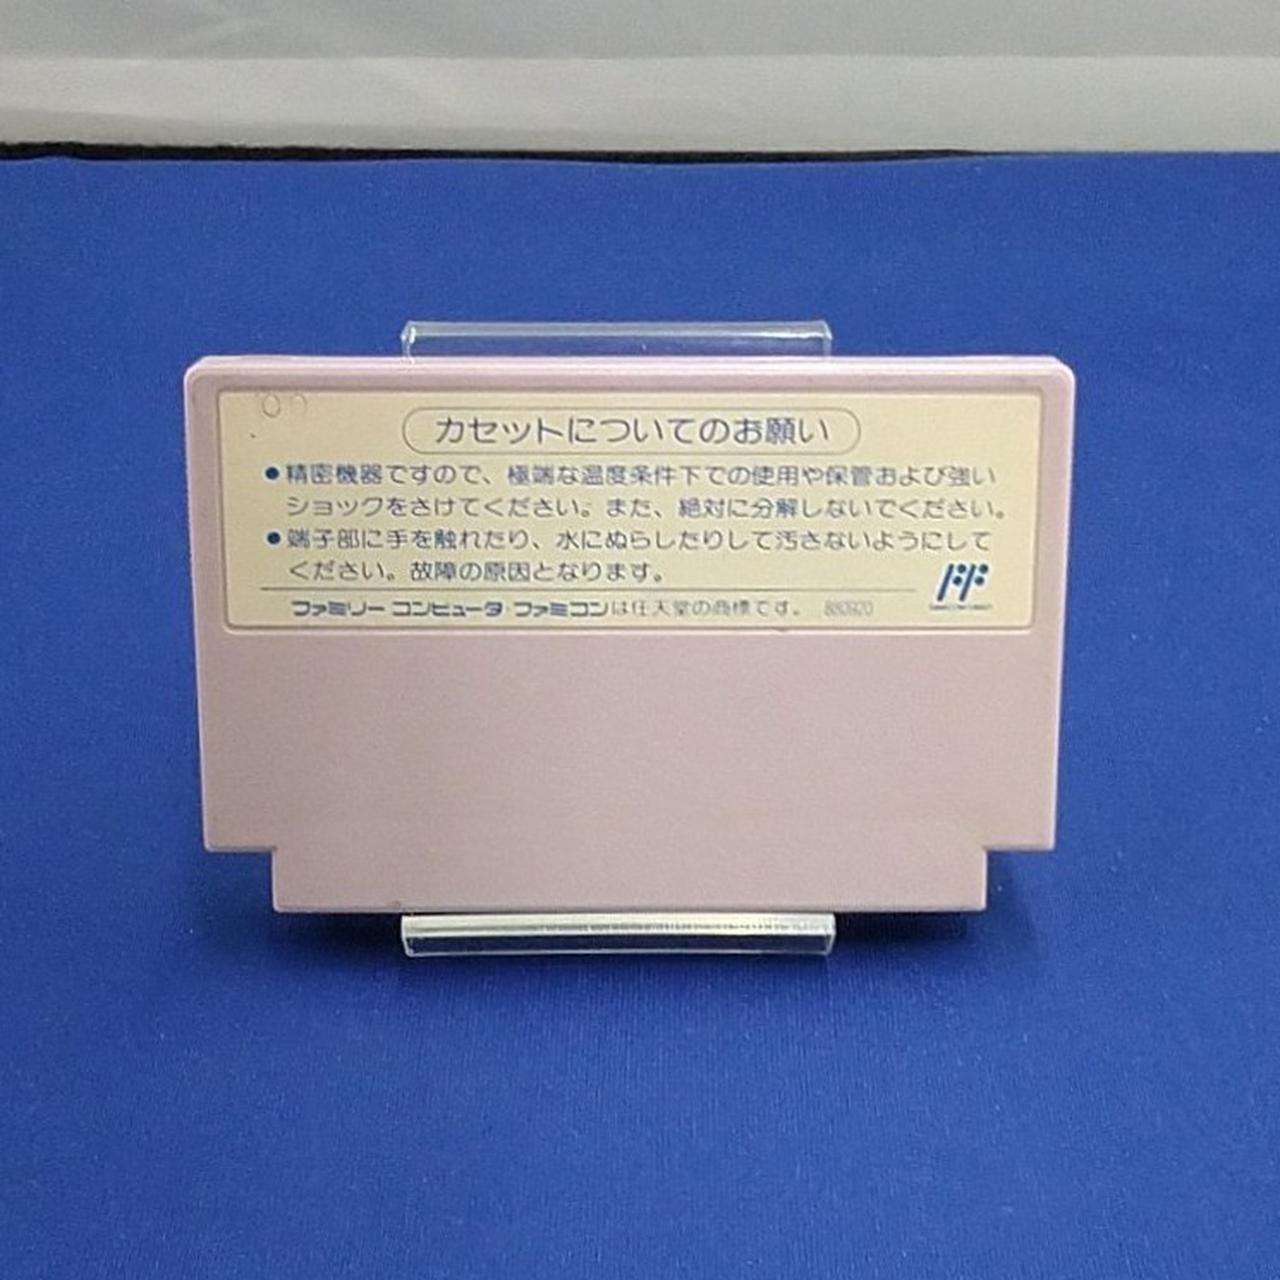 カセットについてのお願い
●精密機器ですので、極端な温度条件下での使用や保管および強い
ショックをさけてください。また、絶対に分解しないでください。
●端子部に手を触れたり、水にぬらしたりして汚さないようにして
ください。故障の原因となります。
ファミリーコンピュータ・ファミコンは任天堂の商標です。 880920